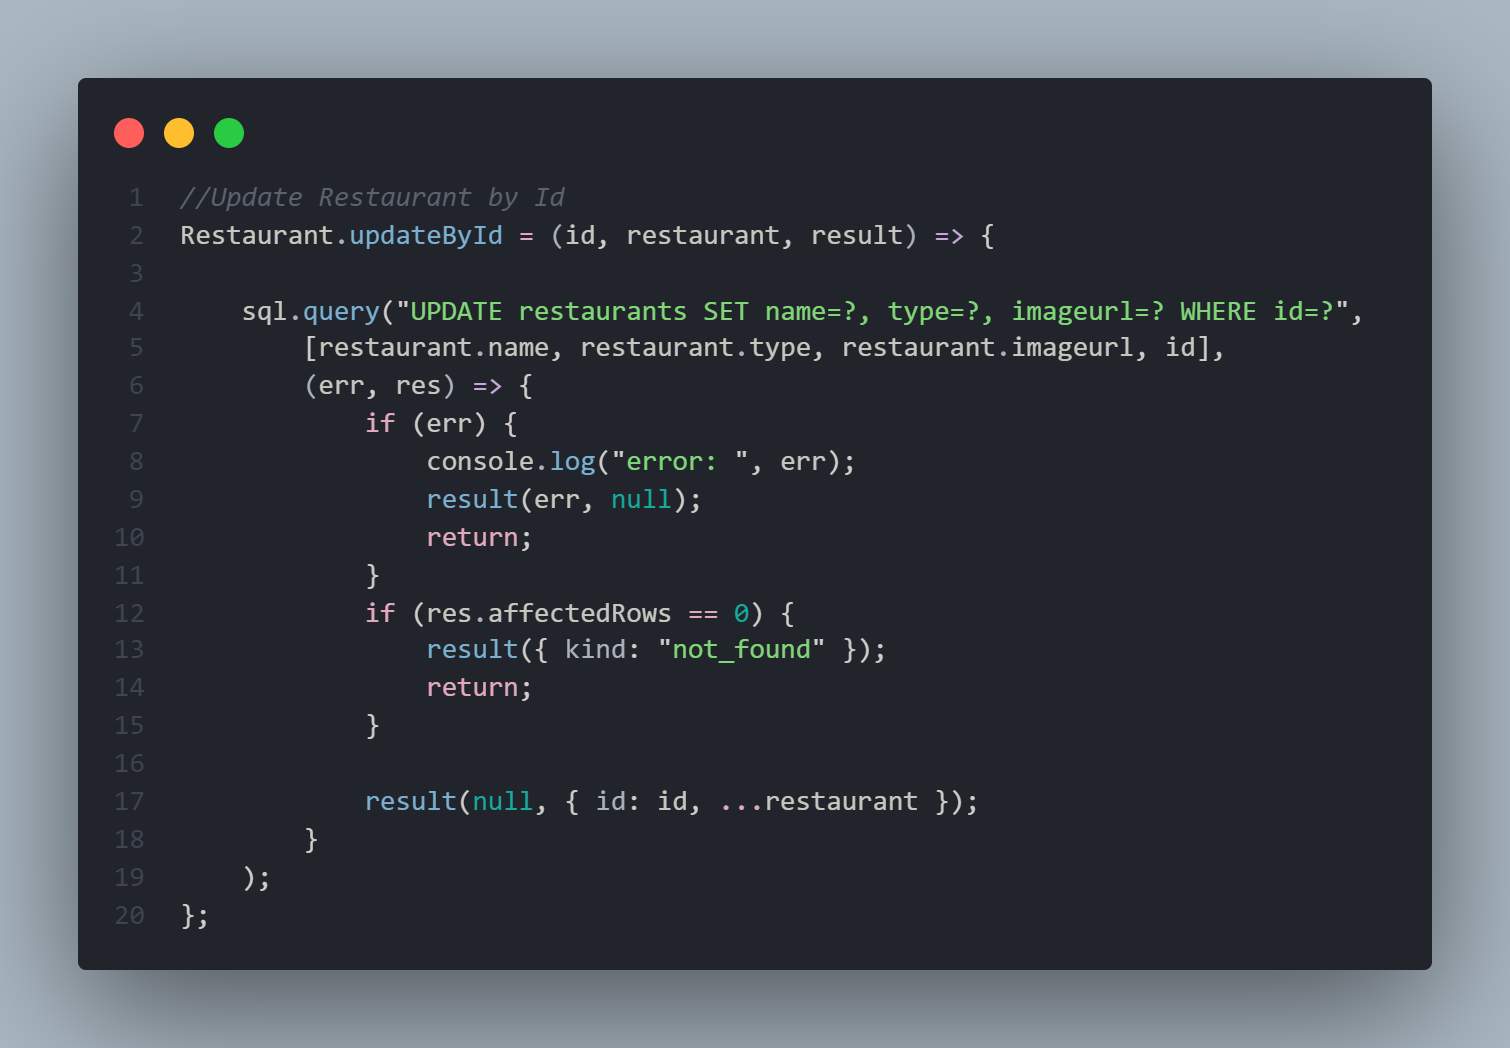 1 //Update Restaurant by Id
2 Restaurant.updateById = (id, restaurant, result) => {
3
4     sql.query("UPDATE restaurants SET name=?, type=?, imageurl=? WHERE id=?",
5         [restaurant.name, restaurant.type, restaurant.imageurl, id],
6         (err, res) => {
7             if (err) {
8                 console.log("error: ", err);
9                 result(err, null);
10                 return;
11             }
12             if (res.affectedRows == 0) {
13                 result({ kind: "not_found" });
14                 return;
15             }
16
17             result(null, { id: id, ...restaurant });
18         }
19     );
20 };